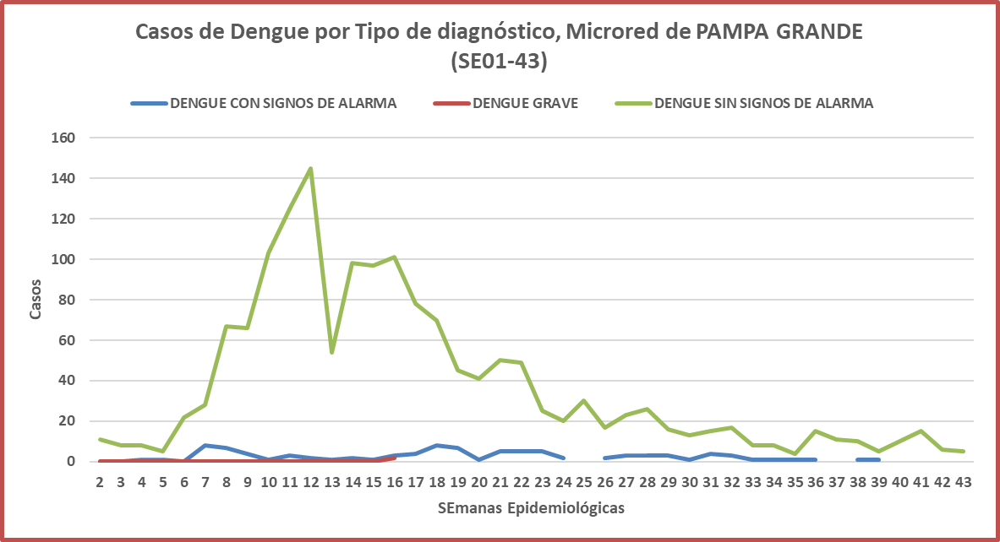 Casos de Dengue por Tipo de diagnóstico, Microred de PAMPA GRANDE
(SE01-43)
DENGUE CON SIGNOS DE ALARMA DENGUE GRAVE DENGUE SIN SIGNOS DE ALARMA
160
140
120
100
80
60
40
20
0
Casos
2 3 4 5 6 7 8 9 10 11 12 13 14 15 16 17 18 19 20 21 22 23 24 25 26 27 28 29 30 31 32 33 34 35 36 37 38 39 40 41 42 43
SEmanas Epidemiológicas